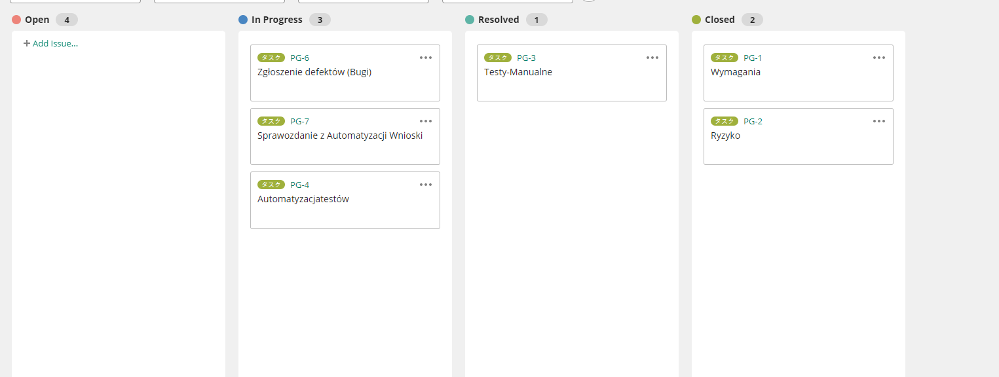 Open 4
In Progress 3
Resolved 1
Closed 2
+ Add Issue...
タスク PG-6
Zgłoszenie defektów (Bugi)
タスク PG-7
Sprawozdanie z Automatyzacji Wnioski
タスク PG-4
Automatyzacjatestów
タスク PG-3
Testy-Manualne
タスク PG-1
Wymagania
タスク PG-2
Ryzyko